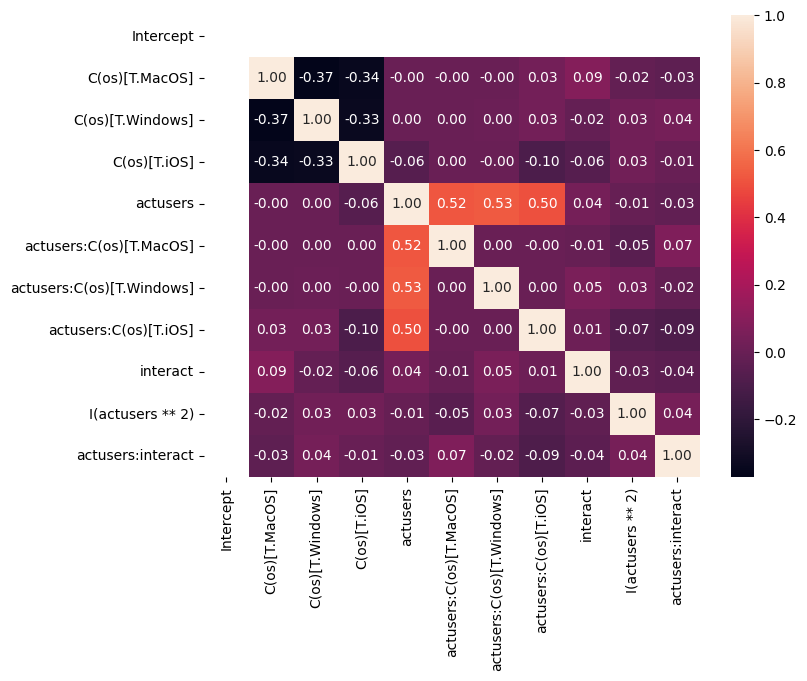 Intercept
C(os)[T.MacOS] 1.00 -0.37 -0.34 -0.00 -0.00 -0.00 0.03 0.09 -0.02 -0.03
C(os)[T.Windows] -0.37 1.00 -0.33 0.00 0.00 0.00 0.03 -0.02 0.03 0.04
C(os)[T.iOS] -0.34 -0.33 1.00 -0.06 0.00 -0.00 -0.10 -0.06 0.03 -0.01
actusers -0.00 0.00 -0.06 1.00 0.52 0.53 0.50 0.04 -0.01 -0.03
actusers:C(os)[T.MacOS] -0.00 0.00 0.00 0.52 1.00 0.00 -0.00 -0.01 -0.05 0.07
actusers:C(os)[T.Windows] -0.00 0.00 -0.00 0.53 0.00 1.00 0.00 0.05 0.03 -0.02
actusers:C(os)[T.iOS] 0.03 0.03 -0.10 0.50 -0.00 0.00 1.00 0.01 -0.07 -0.09
interact 0.09 -0.02 -0.06 0.04 -0.01 0.05 0.01 1.00 -0.03 -0.04
I(actusers ** 2) -0.02 0.03 0.03 -0.01 -0.05 0.03 -0.07 -0.03 1.00 0.04
actusers:interact -0.03 0.04 -0.01 -0.03 0.07 -0.02 -0.09 -0.04 0.04 1.00
Intercept
C(os)[T.MacOS]
C(os)[T.Windows]
C(os)[T.iOS]
actusers
actusers:C(os)[T.MacOS]
actusers:C(os)[T.Windows]
actusers:C(os)[T.iOS]
interact
I(actusers ** 2)
actusers:interact
1.0
0.8
0.6
0.4
0.2
0.0
−0.2